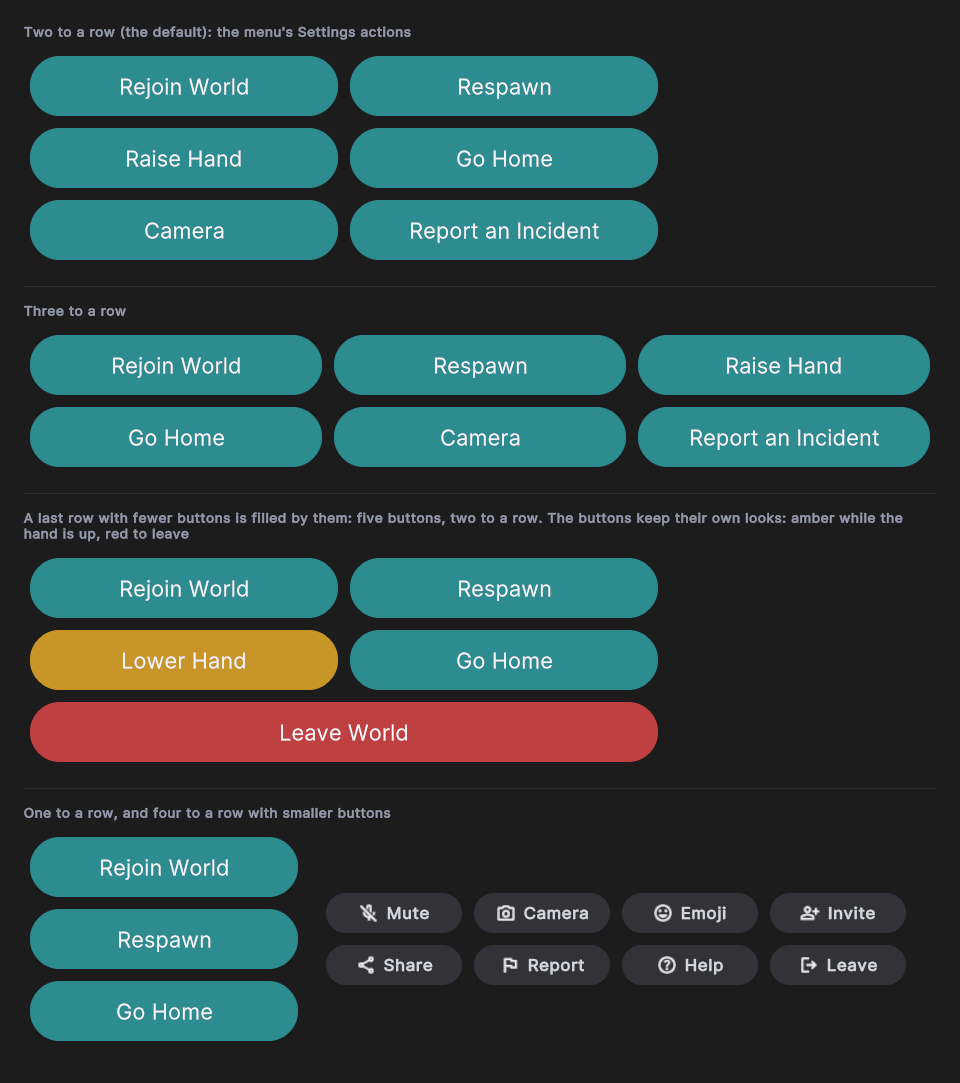 Two to a row (the default): the menu's Settings actions
Rejoin World
Respawn
Raise Hand
Go Home
Camera
Report an Incident
Three to a row
Rejoin World
Respawn
Raise Hand
Go Home
Camera
Report an Incident
A last row with fewer buttons is filled by them: five buttons, two to a row. The buttons keep their own looks: amber while the
hand is up, red to leave
Rejoin World
Respawn
Lower Hand
Go Home
Leave World
One to a row, and four to a row with smaller buttons
Rejoin World
Respawn
Go Home
Mute
Camera
Emoji
Invite
Share
Report
Help
Leave